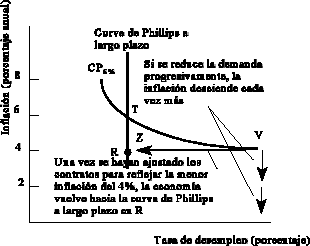 Curva de Phillips a
largo plazo
Inflación (porcentaje anual)
CP6%
Si se reduce la demanda
progresivamente, la
inflación desciende cada
vez más
8
6
4
2
T
Z
V
R
Una vez se hayan ajustado los
contratos para reflejar la menor
inflación del 4%, la economía
vuelve hacia la curva de Phillips
a largo plazo en R
Tasa de desempleo (porcentaje)